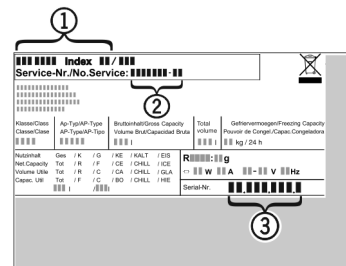 1
Index /
Service-Nr./No.Service: -
2
Klasse/Class Ap-Typ/AP-Type Bruttoinhalt/Gross Capacity Total Gefriervermoegen/Freezing Capacity
Classe/Clase AP-Type/AP-Tipo Volume Brut/Capacidad Bruta volume Pouvoir de Congel./Capac.Congeladora
l l kg / 24 h
Nutzinhalt Ges / K / G / KE / KALT / EIS
Net.Capacity Tot / R / F / CE / CHILL / ICE
Volume Utile Tot / R / C / CA / CHILL / GLA
Capac. Util Tot / F / C / BO / CHILL / HIE
l / l
R : g
W A - V Hz
Serial-Nr. . . .
3